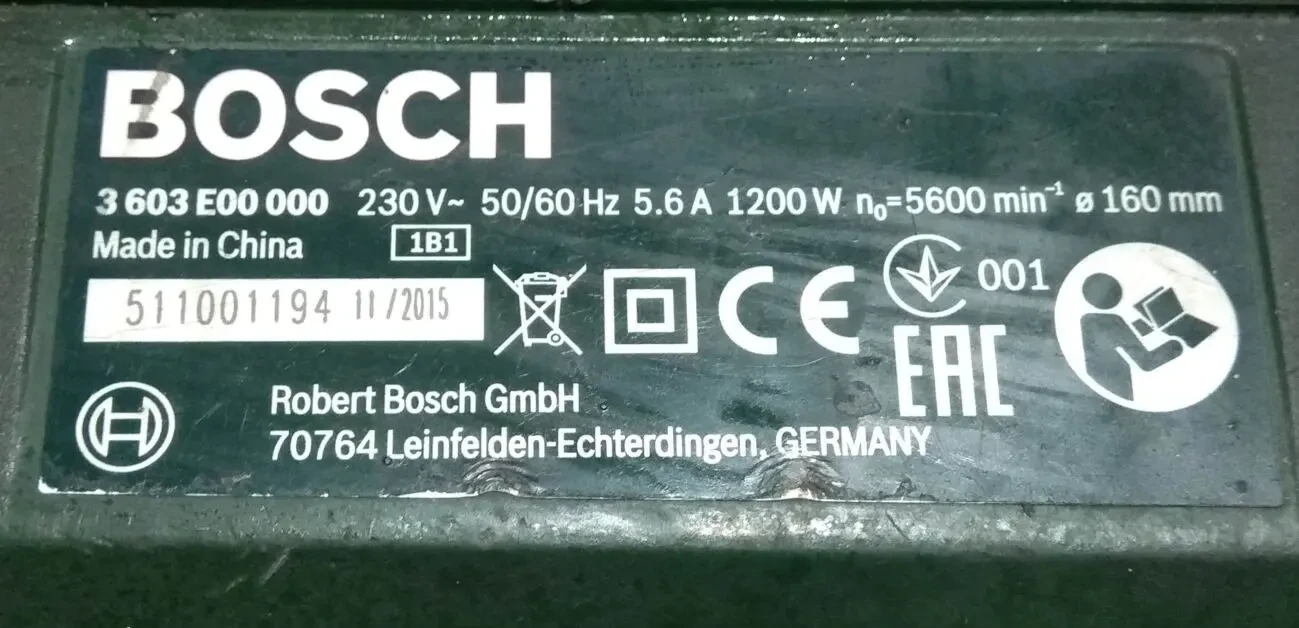 BOSCH
3 603 E00 000 230 V~ 50/60 Hz 5.6 A 1200 W n₀=5600 min⁻¹ ø 160 mm
Made in China 1B1
511001194 11/2015
CE
001
EAC
Robert Bosch GmbH
70764 Leinfelden-Echterdingen, GERMANY